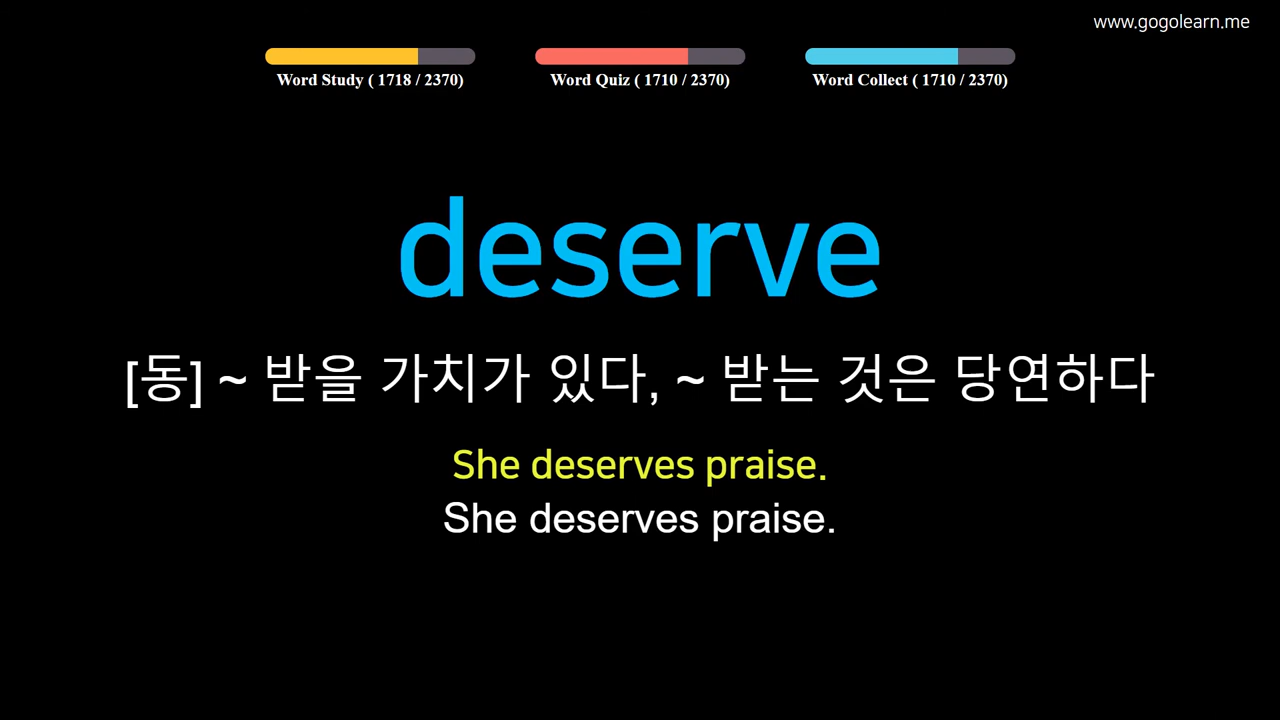 www.gogolearn.me
Word Study ( 1718 / 2370)
Word Quiz ( 1710 / 2370)
Word Collect ( 1710 / 2370)
deserve
[동] ~ 받을 가치가 있다, ~ 받는 것은 당연하다
She deserves praise.
She deserves praise.